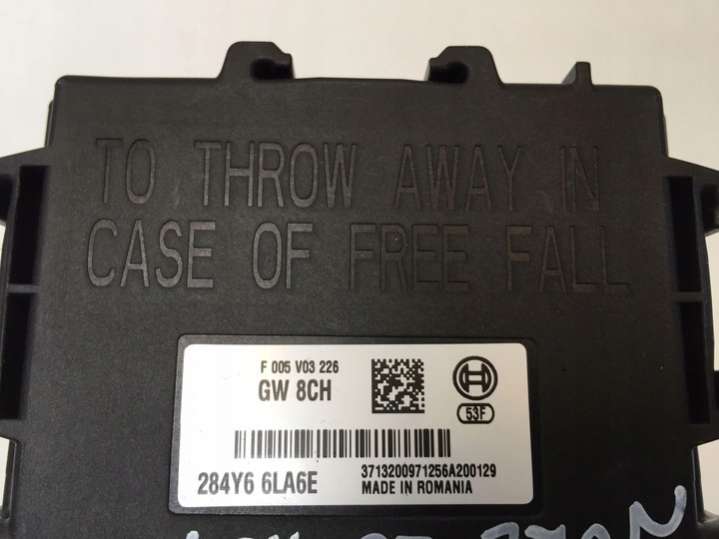 TO THROW AWAY IN
CASE OF FREE FALL
F 005 V03 226
GW 8CH
53F
284Y6 6LA6E
3713200971256A200129
MADE IN ROMANIA